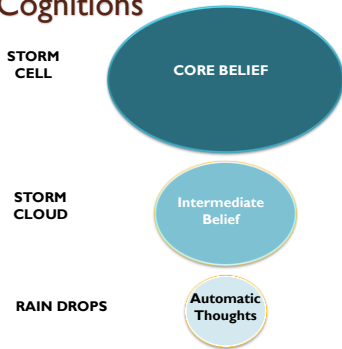 Cognitions
STORM
CELL
CORE BELIEF
STORM
CLOUD
Intermediate
Belief
RAIN DROPS
Automatic
Thoughts